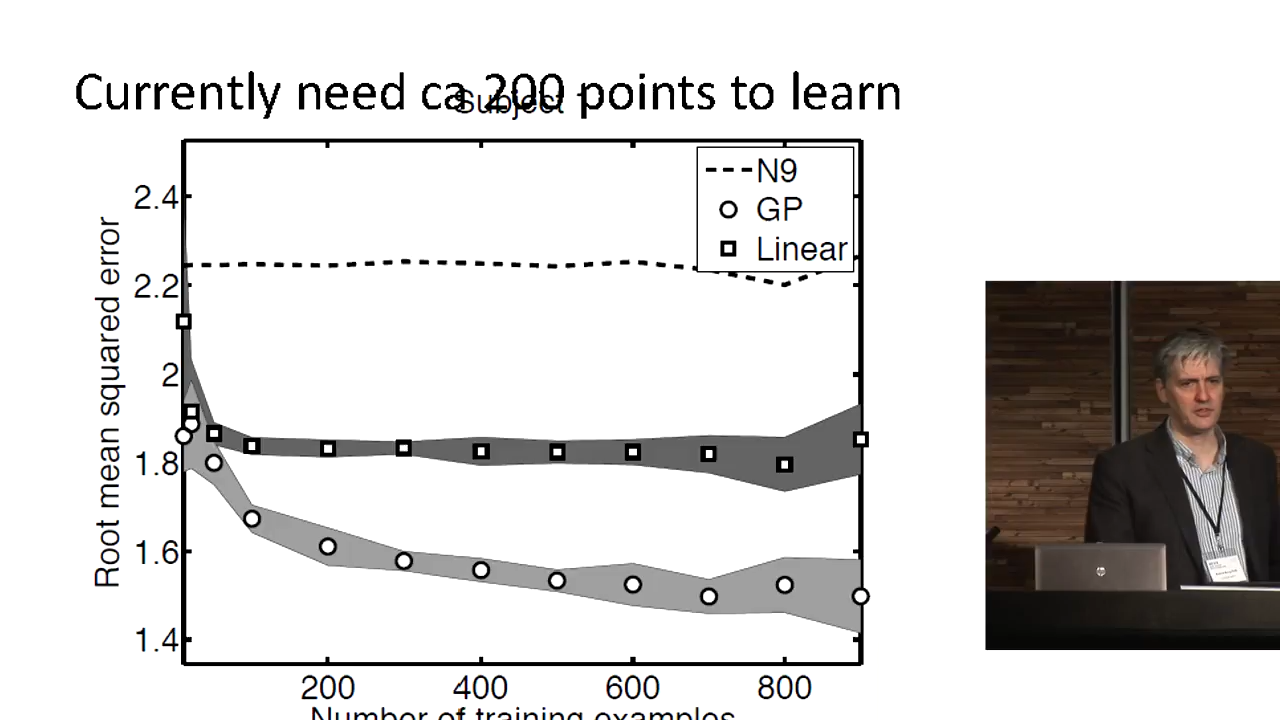 Currently need ca 200 points to learn
Subject 1
N9
GP
Linear
2.4
2.2
2
1.8
1.6
1.4
Root mean squared error
200 400 600 800
Number of training examples
hp